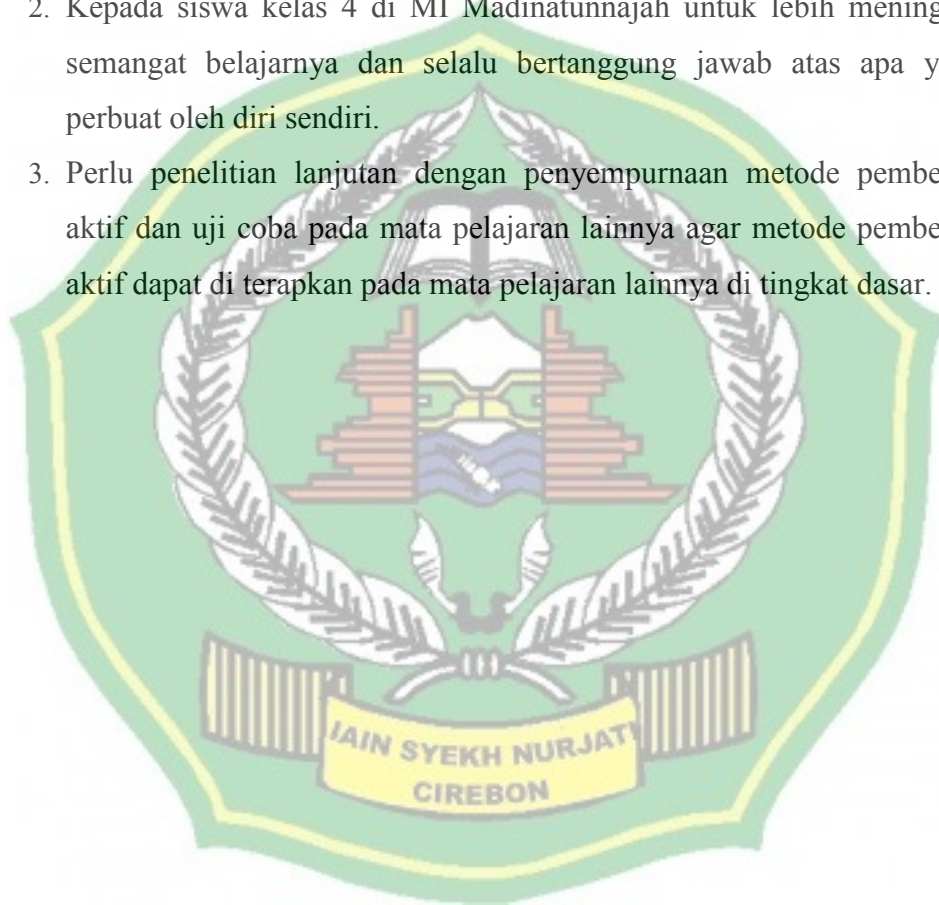 2. Kepada siswa kelas 4 di MI Madinatunnajah untuk lebih mening
semangat belajarnya dan selalu bertanggung jawab atas apa y
perbuat oleh diri sendiri.
3. Perlu penelitian lanjutan dengan penyempurnaan metode pembe
aktif dan uji coba pada mata pelajaran lainnya agar metode pembe
aktif dapat di terapkan pada mata pelajaran lainnya di tingkat dasar.
IAIN SYEKH NURJATI
CIREBON